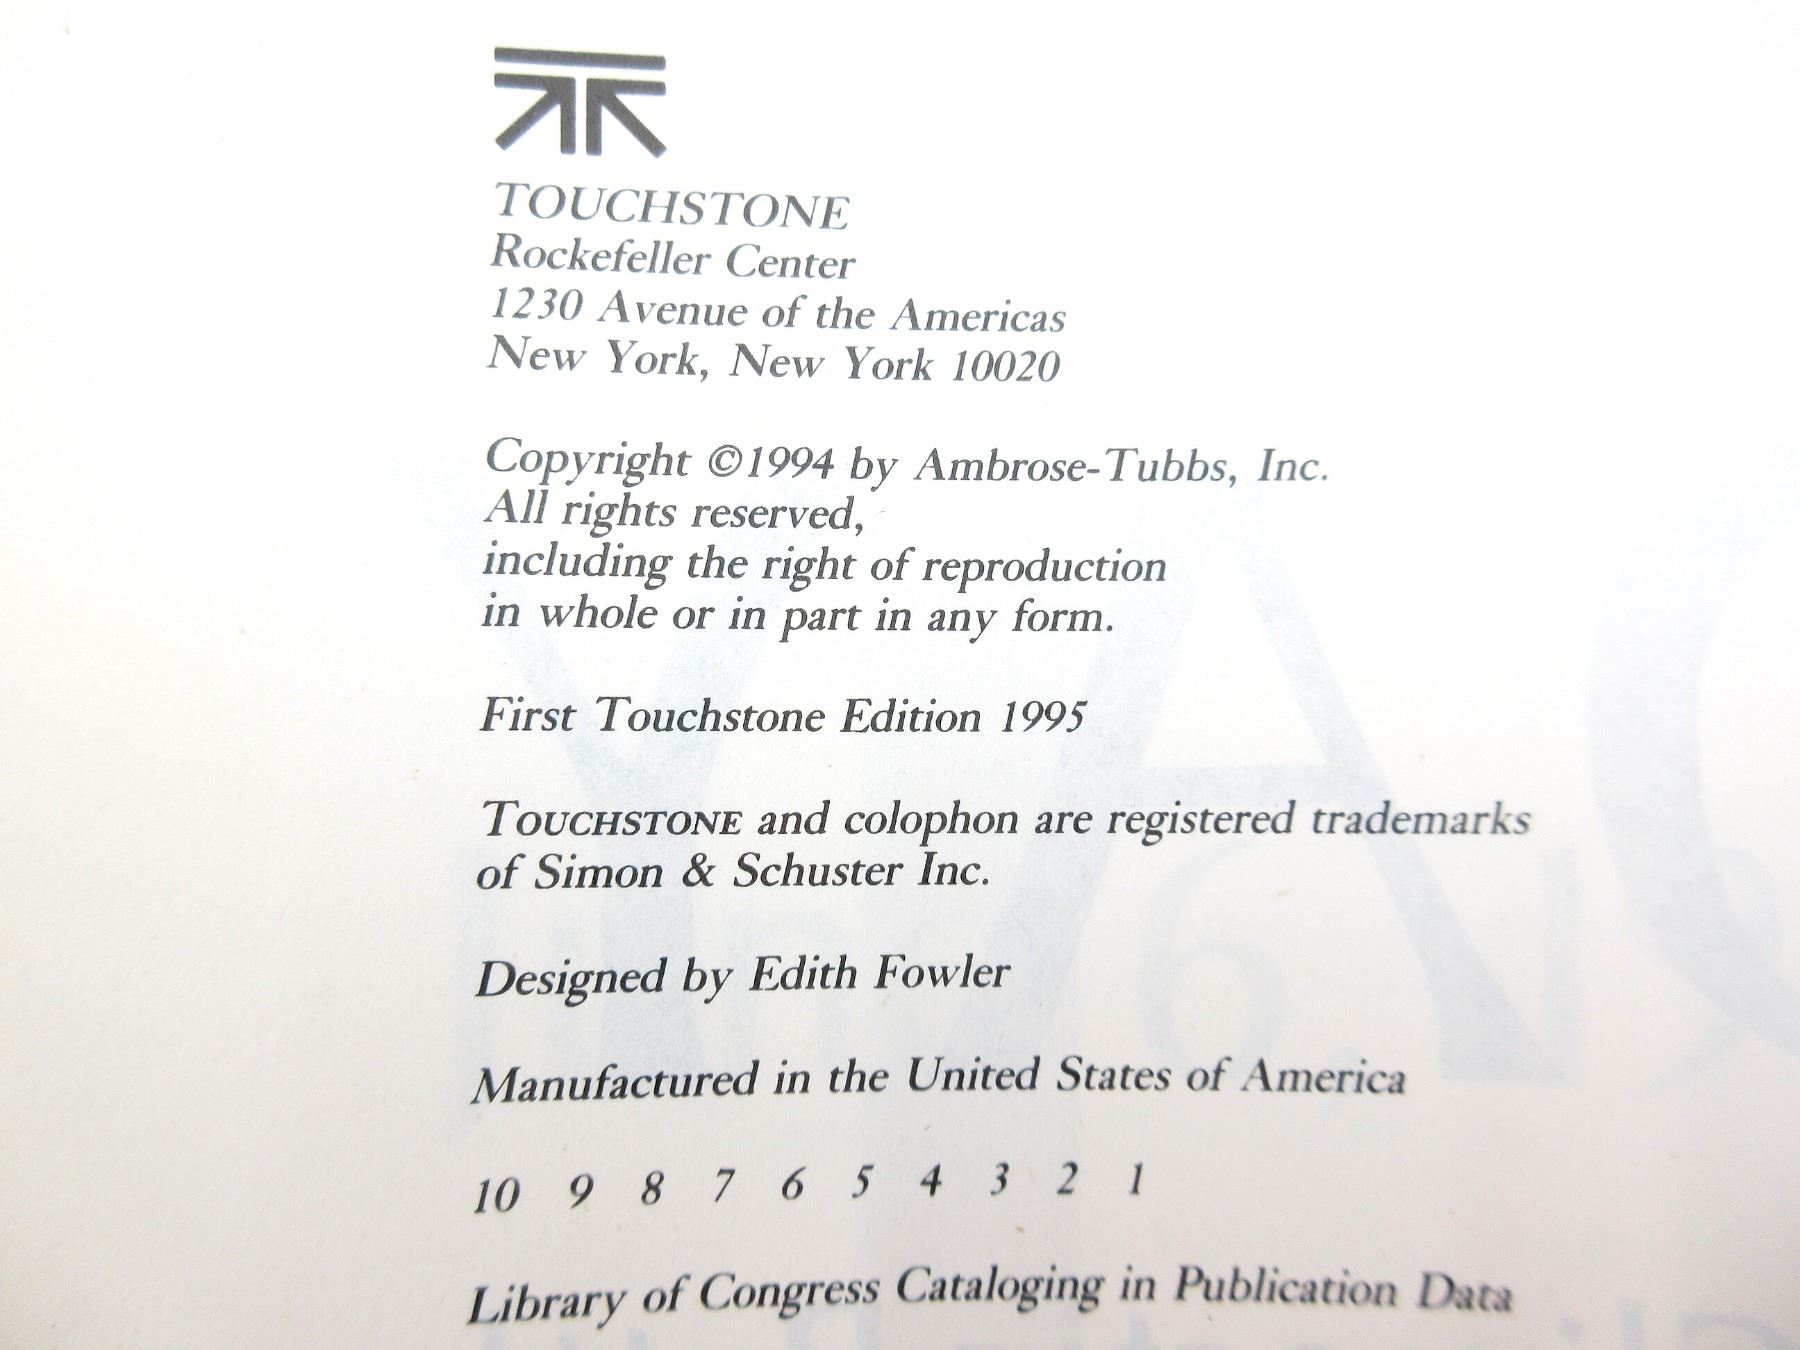 TOUCHSTONE
Rockefeller Center
1230 Avenue of the Americas
New York, New York 10020
Copyright ©1994 by Ambrose-Tubbs, Inc.
All rights reserved,
including the right of reproduction
in whole or in part in any form.
First Touchstone Edition 1995
TOUCHSTONE and colophon are registered trademarks
of Simon & Schuster Inc.
Designed by Edith Fowler
Manufactured in the United States of America
10 9 8 7 6 5 4 3 2 1
Library of Congress Cataloging in Publication Data